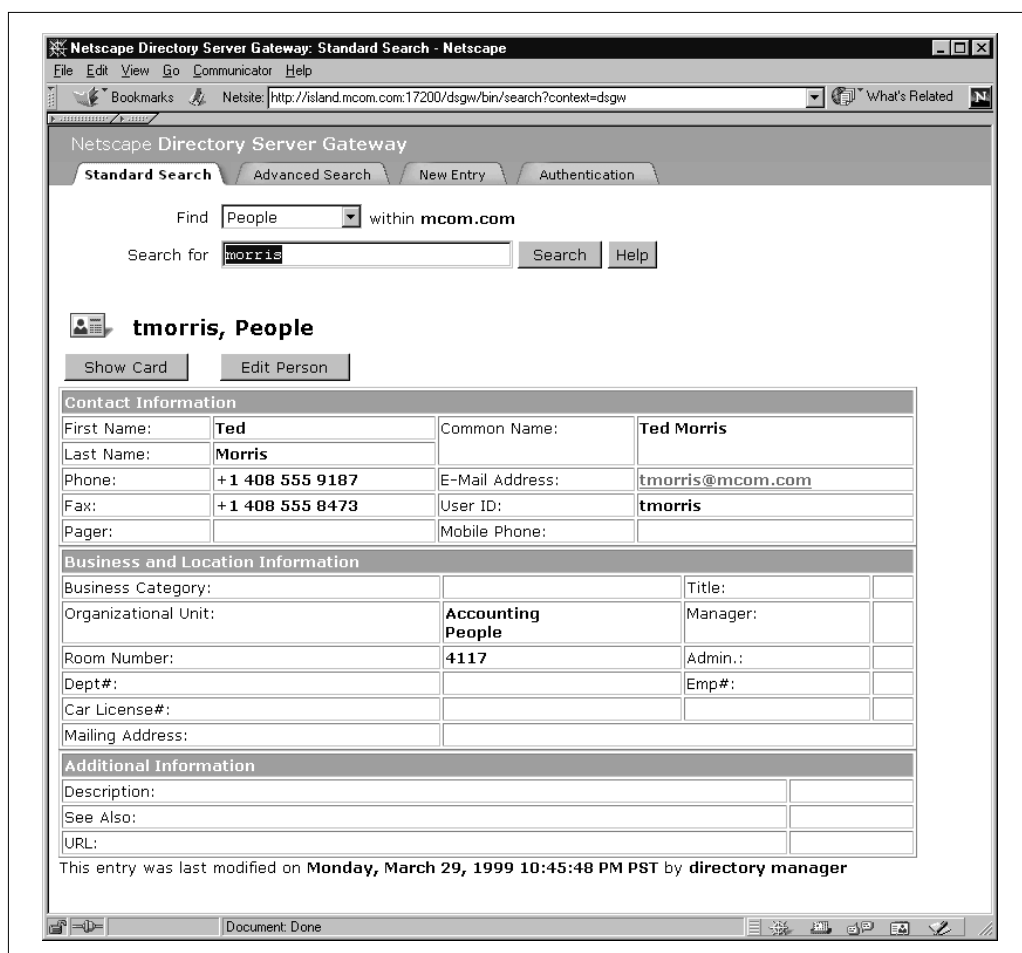 Netscape Directory Server Gateway: Standard Search - Netscape
File Edit View Go Communicator Help
Bookmarks Netsite: http://island.mcom.com:17200/dsgw/bin/search?context=dsgw What's Related N
Netscape Directory Server Gateway
Standard Search Advanced Search New Entry Authentication
Find People within mcom.com
Search for morris Search Help
tmorris, People
Show Card Edit Person
Contact Information
First Name: Ted Common Name: Ted Morris
Last Name: Morris
Phone: +1 408 555 9187 E-Mail Address: tmorris@mcom.com
Fax: +1 408 555 8473 User ID: tmorris
Pager: Mobile Phone:
Business and Location Information
Business Category: Title:
Organizational Unit: Accounting Manager:
People
Room Number: 4117 Admin.:
Dept#: Emp#:
Car License#:
Mailing Address:
Additional Information
Description:
See Also:
URL:
This entry was last modified on Monday, March 29, 1999 10:45:48 PM PST by directory manager
Document: Done